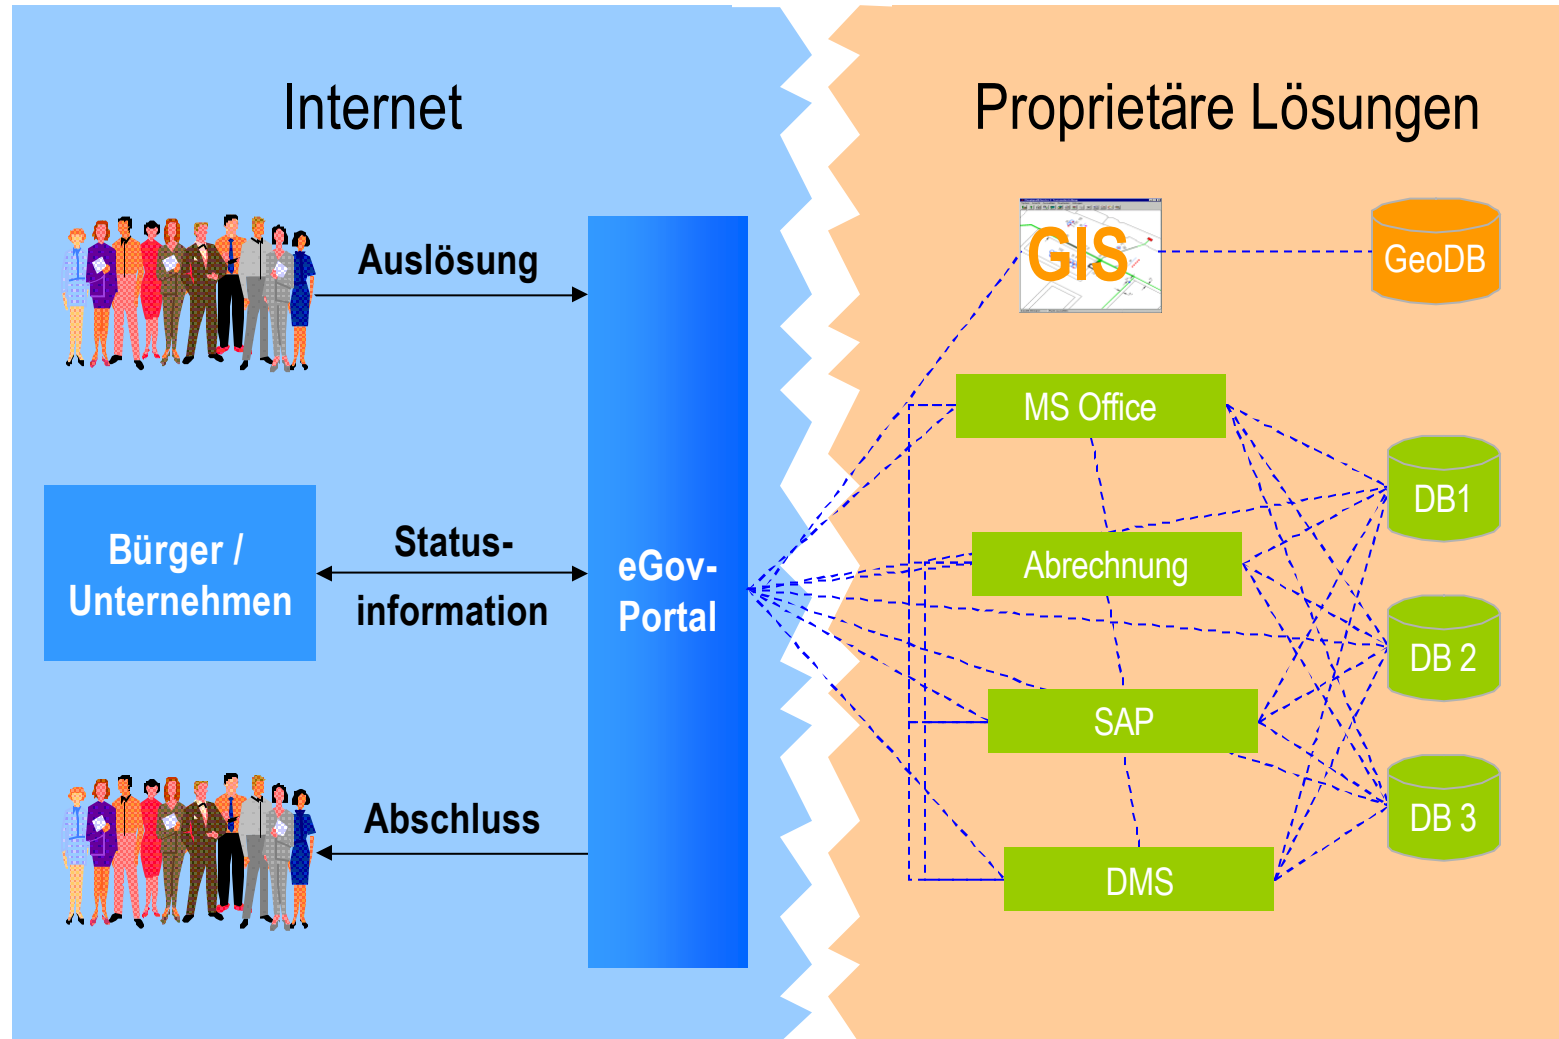 Internet
Proprietäre Lösungen
Auslösung
GIS
GeoDB
MS Office
DB1
Bürger /
Unternehmen
Status-
information
eGov-
Portal
Abrechnung
DB 2
SAP
Abschluss
DB 3
DMS